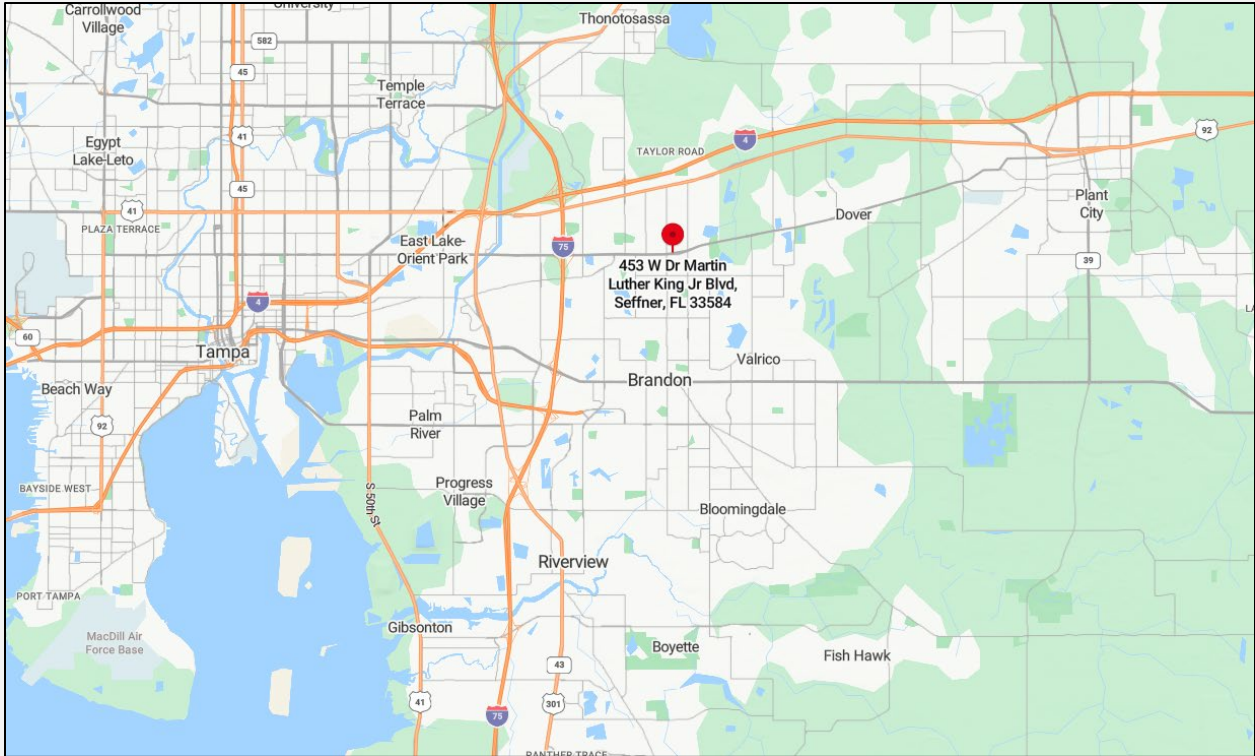 Carrollwood
Village
University
Thonotosassa
582
45
Temple
Terrace
41
Egypt
Lake-Leto
TAYLOR ROAD
4
92
45
41
PLAZA TERRACE
East Lake-
Orient Park
75
Dover
Plant
City
39
453 W Dr Martin
Luther King Jr Blvd,
Seffner, FL 33584
4
60
Tampa
Valrico
Beach Way
Brandon
92
Palm
River
BAYSIDE WEST
Progress
Village
S 50th St
Bloomingdale
Riverview
PORT TAMPA
MacDill Air
Force Base
Gibsonton
Boyette
Fish Hawk
43
41
301
75
PANTHER TRACE